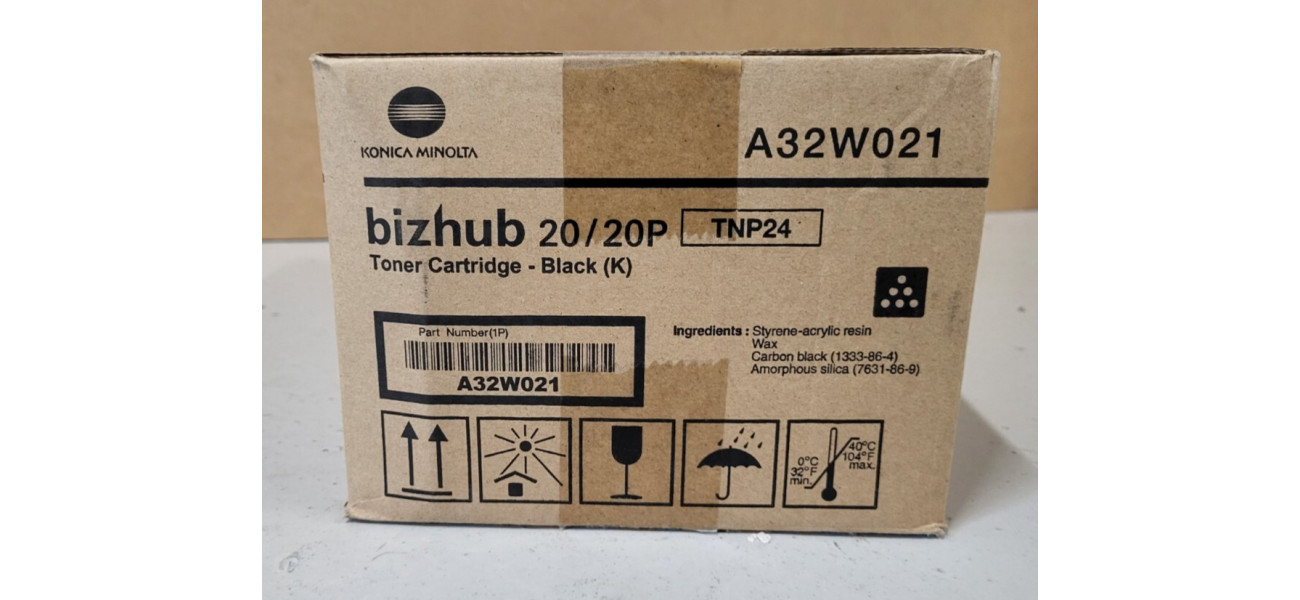 KONICA MINOLTA
A32W021
bizhub 20/20P TNP24
Toner Cartridge - Black (K)
Part Number(1P)
A32W021
Ingredients : Styrene-acrylic resin
Wax
Carbon black (1333-86-4)
Amorphous silica (7631-86-9)
0°C
32°F
min.
40°C
104°F
max.